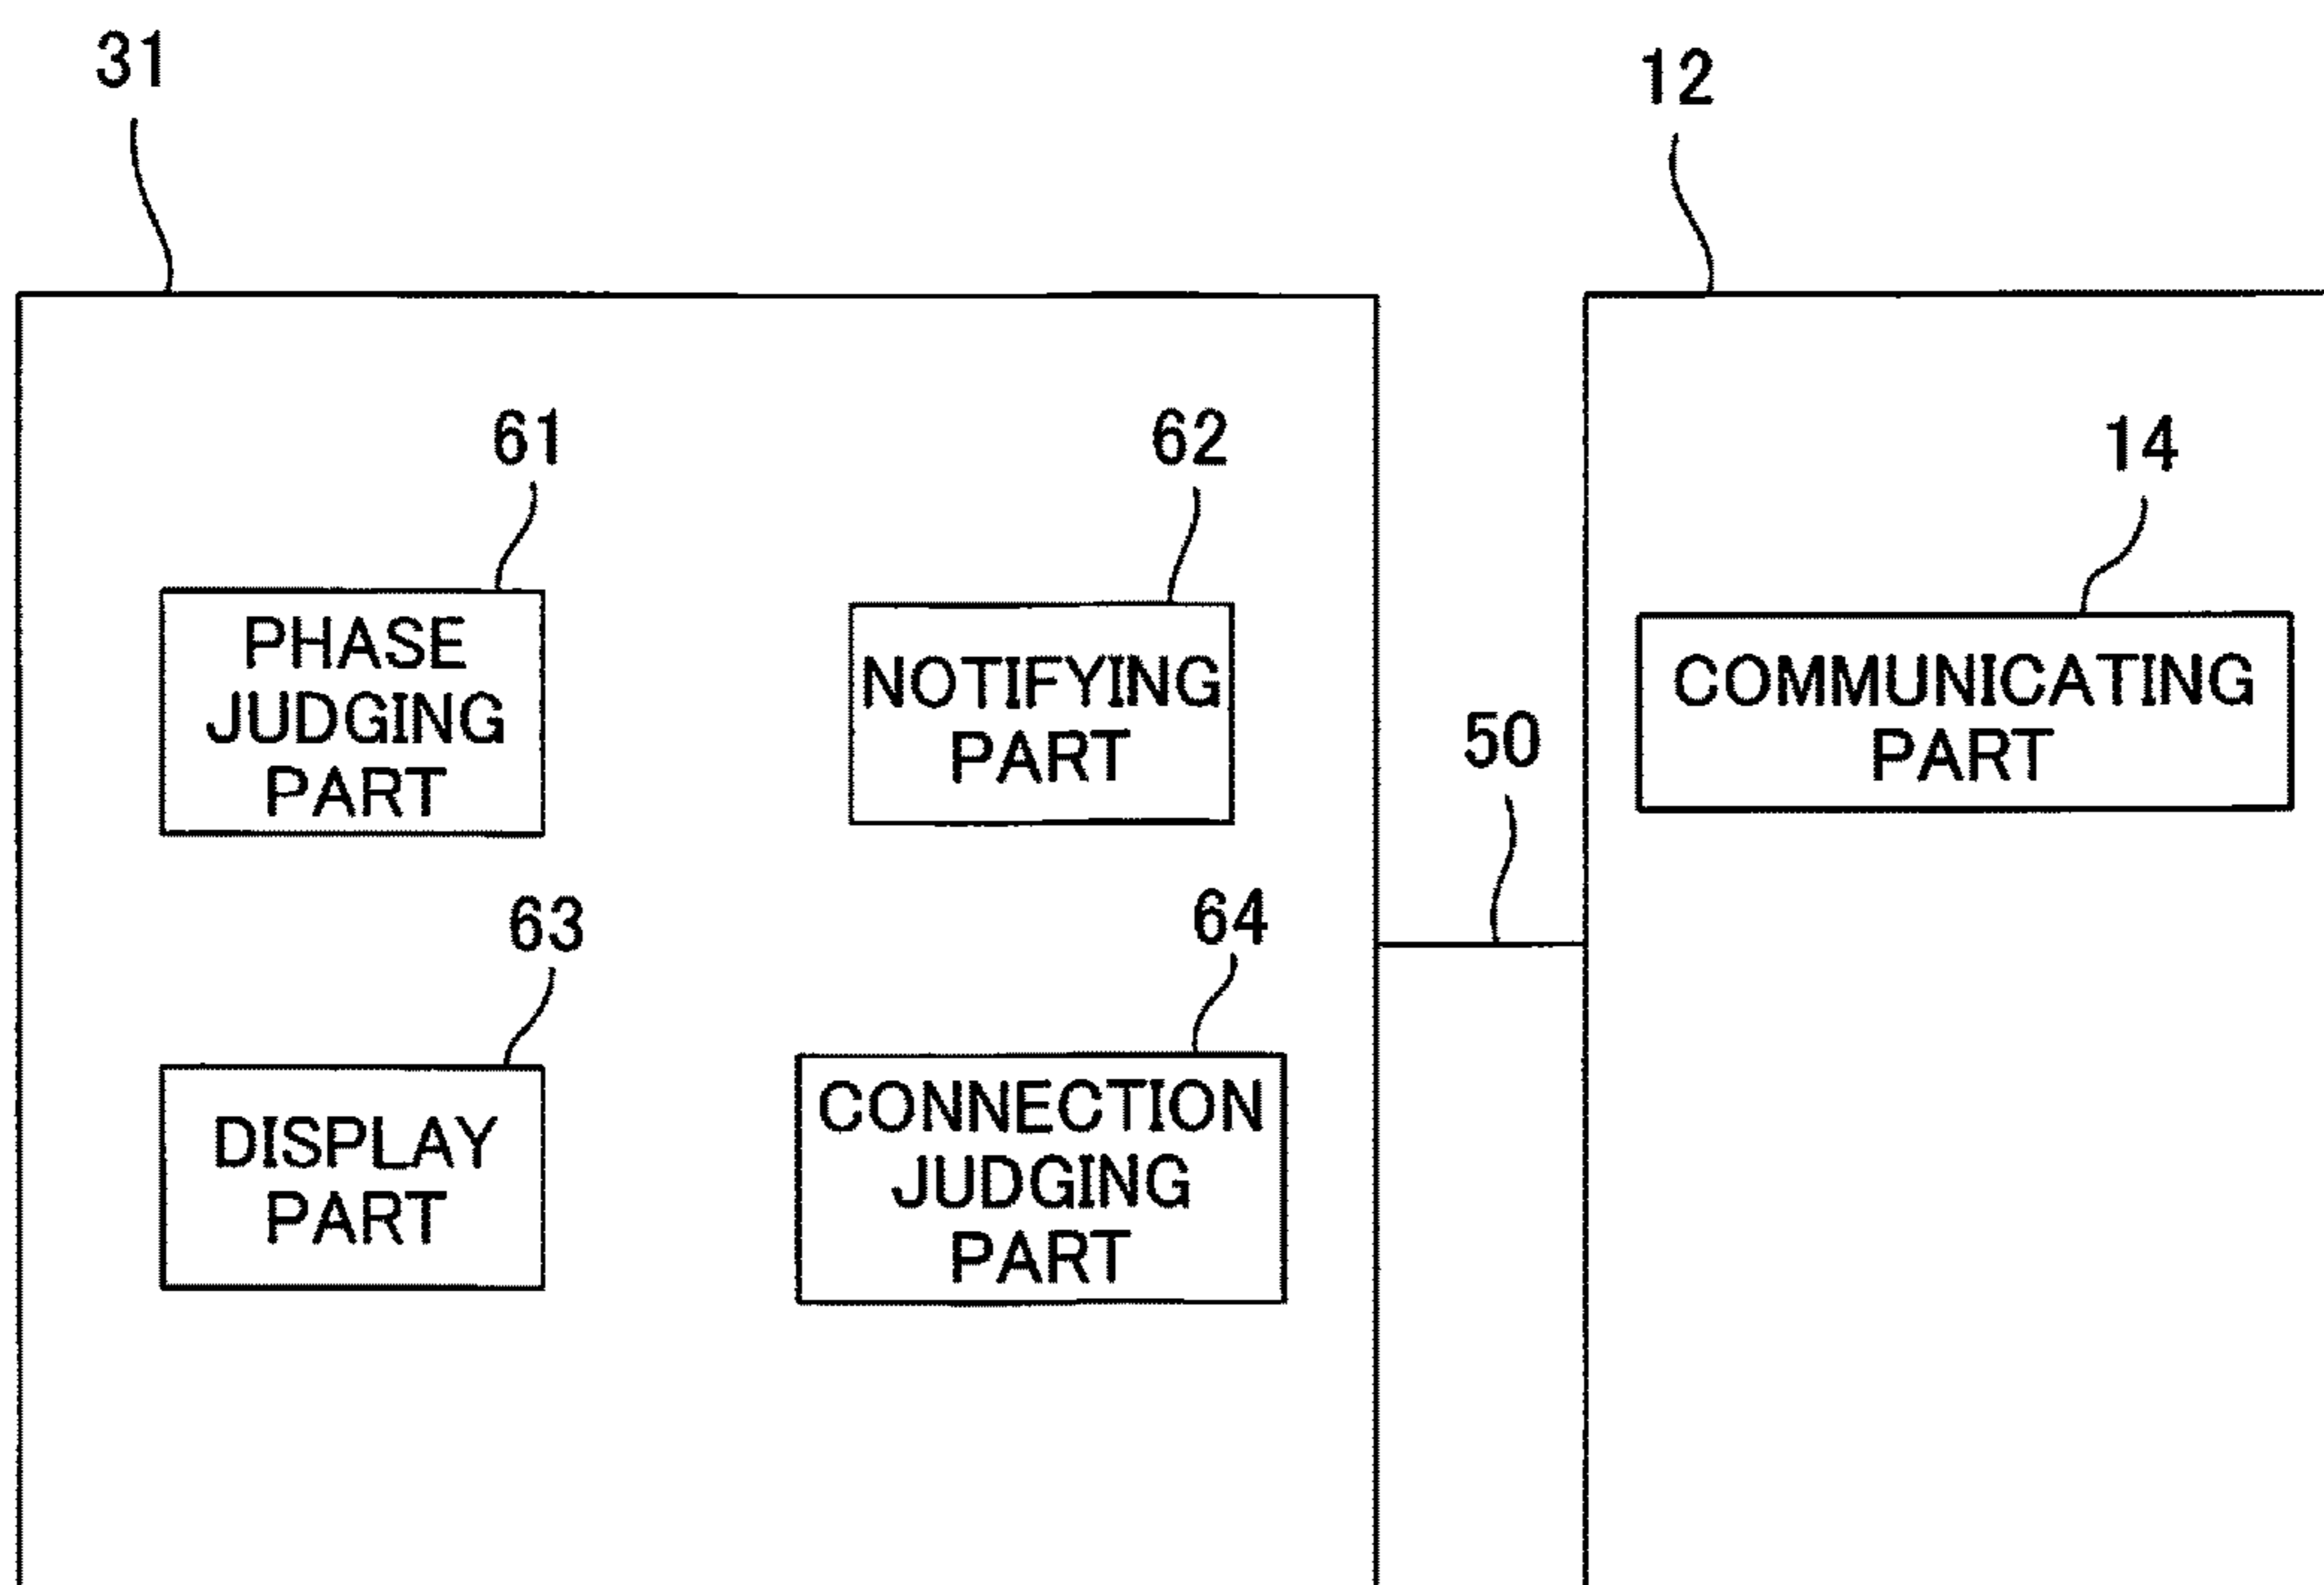 31
12
61
62
14
PHASE
JUDGING
PART
NOTIFYING
PART
COMMUNICATING
PART
50
63
64
DISPLAY
PART
CONNECTION
JUDGING
PART